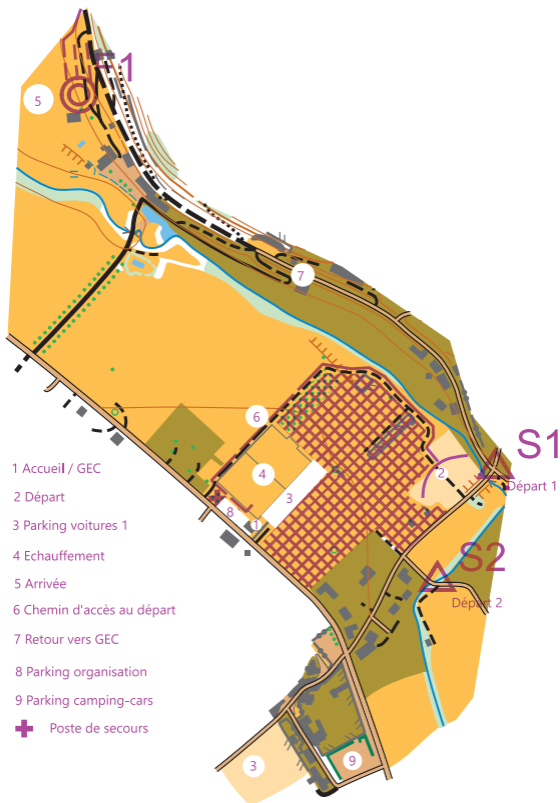 F1
5
7
6
S1
4
2
3
Départ 1
8
1
S2
Départ 2
1 Accueil / GEC
2 Départ
3 Parking voitures 1
4 Echauffement
5 Arrivée
6 Chemin d'accès au départ
7 Retour vers GEC
8 Parking organisation
9 Parking camping-cars
Poste de secours
3
9